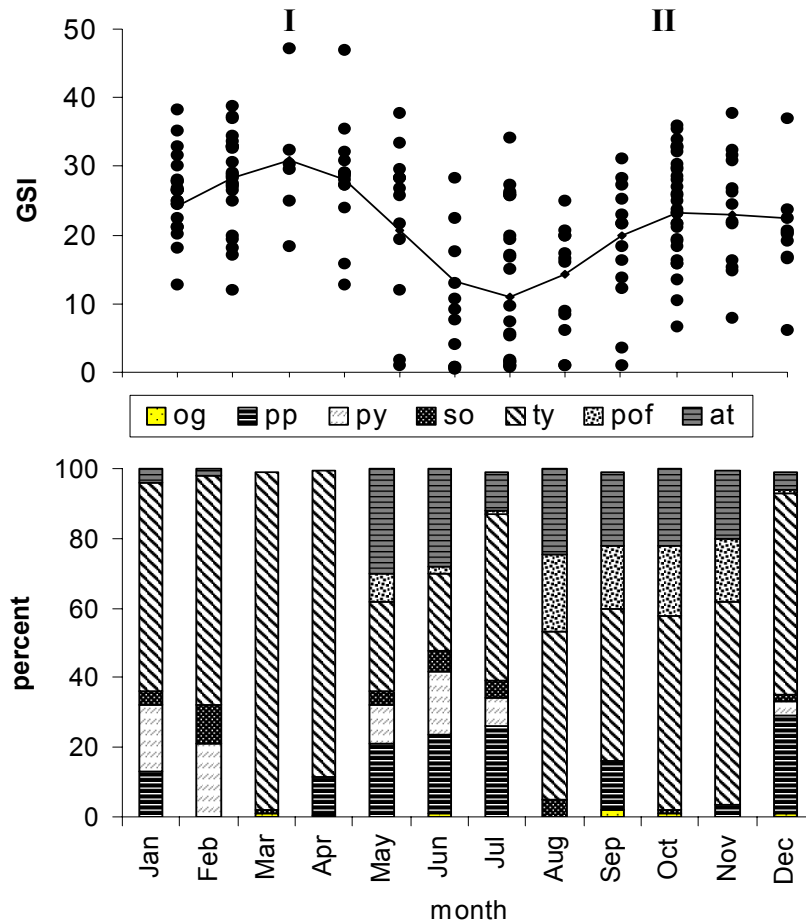 I II
50
40
30
20
10
0
GSI
og pp py so ty pof at
100
80
60
40
20
0
percent
Jan Feb Mar Apr May Jun Jul Aug Sep Oct Nov Dec
month